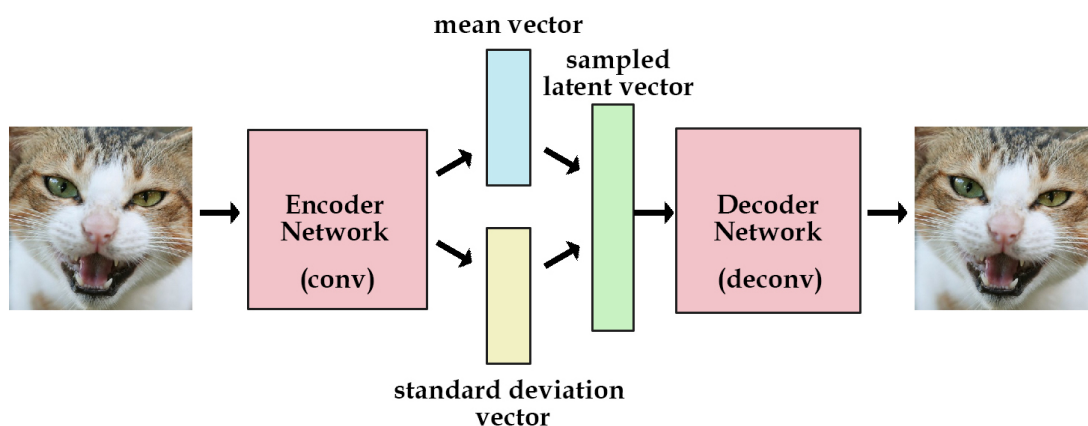 mean vector
sampled
latent vector
Encoder
Network
(conv)
Decoder
Network
(deconv)
standard deviation
vector